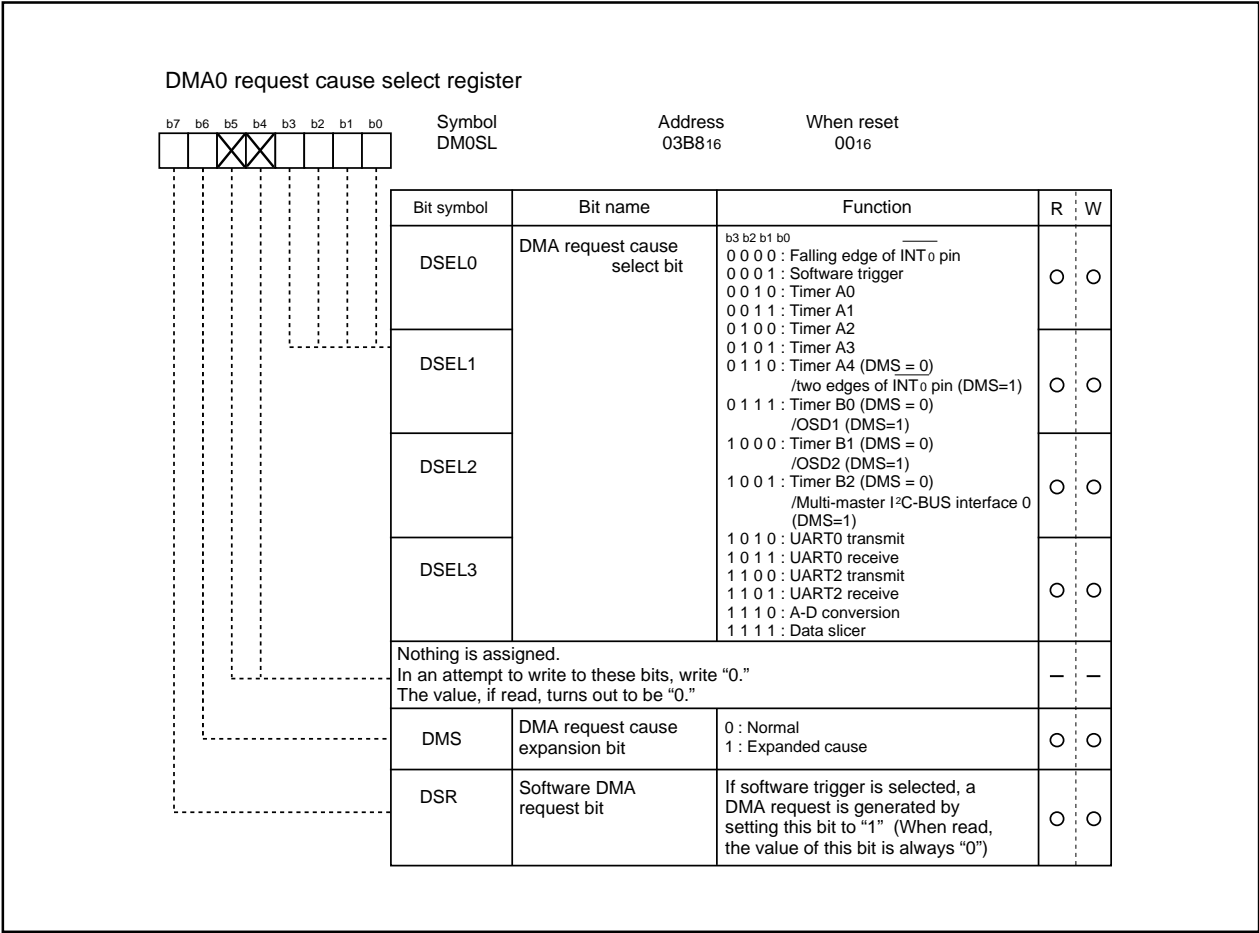 DMA0 request cause select register
b7 b6 b5 b4 b3 b2 b1 b0
Symbol Address When reset
DM0SL 03B816 0016
Bit symbol Bit name Function R W
DSEL0
DMA request cause
select bit
b3 b2 b1 b0
0 0 0 0 : Falling edge of INT0 pin
0 0 0 1 : Software trigger
0 0 1 0 : Timer A0
0 0 1 1 : Timer A1
0 1 0 0 : Timer A2
0 1 0 1 : Timer A3
DSEL1
0 1 1 0 : Timer A4 (DMS = 0)
/two edges of INT0 pin (DMS=1)
0 1 1 1 : Timer B0 (DMS = 0)
/OSD1 (DMS=1)
1 0 0 0 : Timer B1 (DMS = 0)
/OSD2 (DMS=1)
DSEL2
1 0 0 1 : Timer B2 (DMS = 0)
/Multi-master I2C-BUS interface 0
(DMS=1)
1 0 1 0 : UART0 transmit
1 0 1 1 : UART0 receive
DSEL3
1 1 0 0 : UART2 transmit
1 1 0 1 : UART2 receive
1 1 1 0 : A-D conversion
1 1 1 1 : Data slicer
Nothing is assigned.
In an attempt to write to these bits, write “0.”
The value, if read, turns out to be “0.”
– –
DMS
DMA request cause
expansion bit
0 : Normal
1 : Expanded cause
DSR
Software DMA
request bit
If software trigger is selected, a
DMA request is generated by
setting this bit to “1” (When read,
the value of this bit is always “0”)